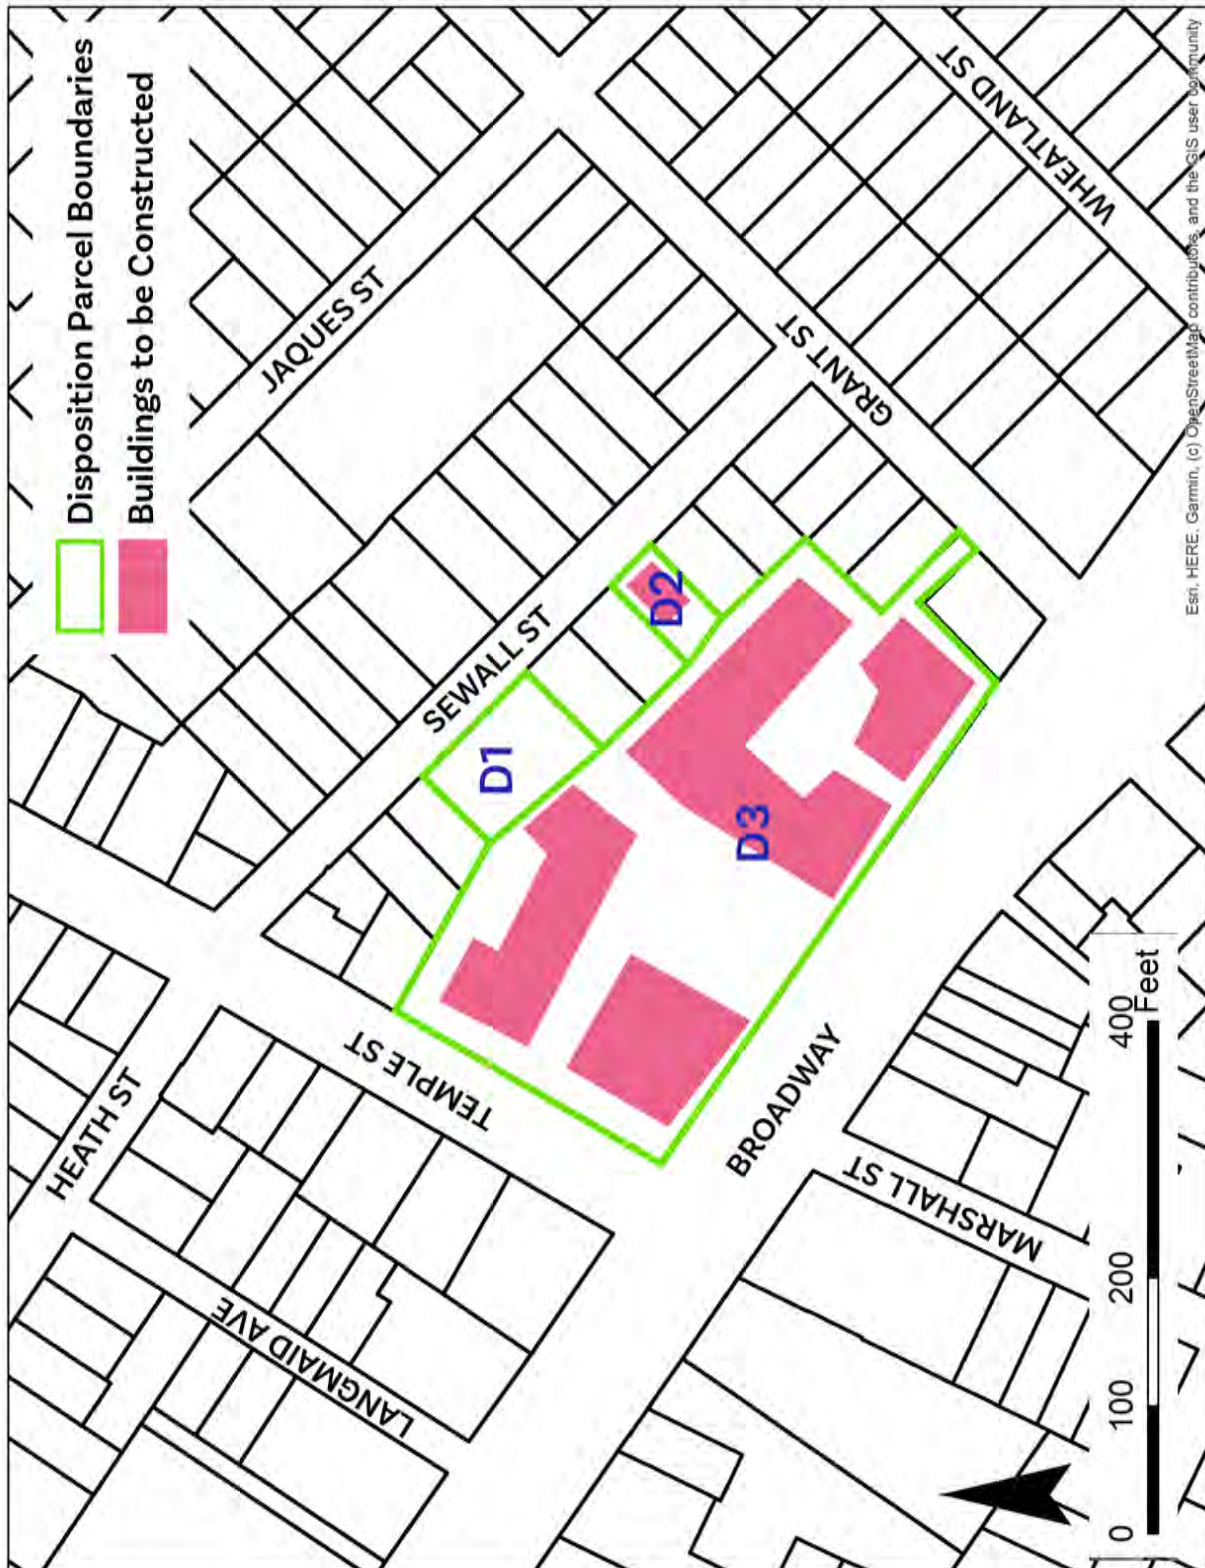 Disposition Parcel Boundaries
Buildings to be Constructed
HEATH ST
LANGMAID AVE
TEMPLE ST
SEWALL ST
JAQUES ST
D1
D2
D3
GRANT ST
WHEATLAND ST
BROADWAY
MARSHALL ST
0 100 200 400
Feet
Esri, HERE, Garmin, (c) OpenStreetMap contributors, and the GIS user community